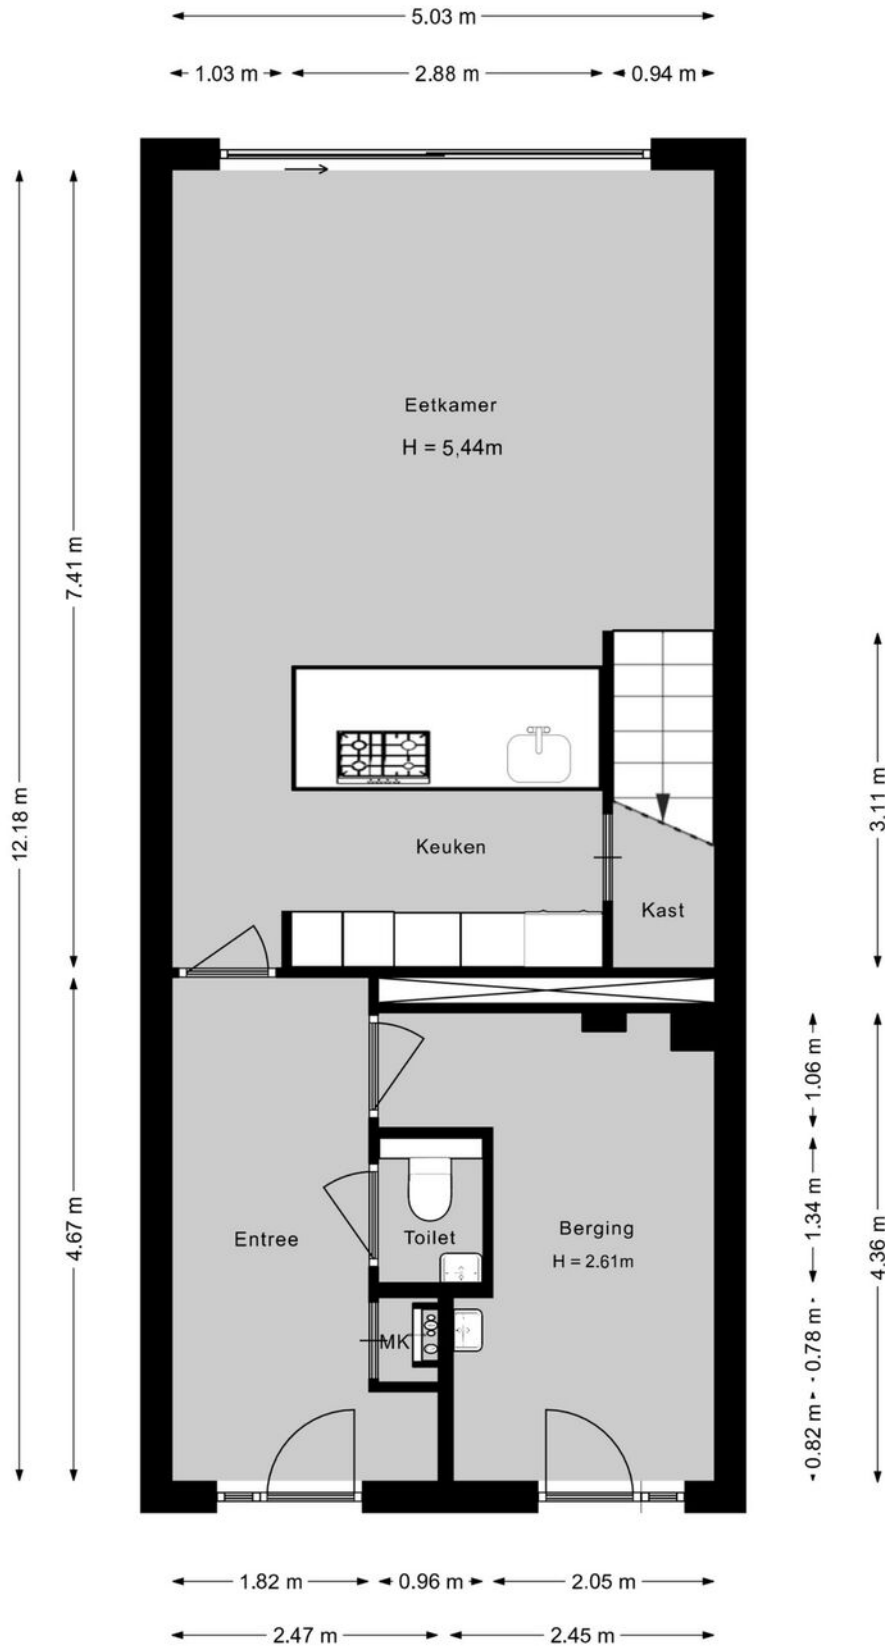 5.03 m
1.03 m
2.88 m
0.94 m
Eetkamer
H = 5,44m
7.41 m
12.18 m
3.11 m
Keuken
Kast
1.06 m
1.34 m
4.67 m
Entree
Toilet
Berging
H = 2.61m
4.36 m
MK
0.78 m
0.82 m
1.82 m
0.96 m
2.05 m
2.47 m
2.45 m